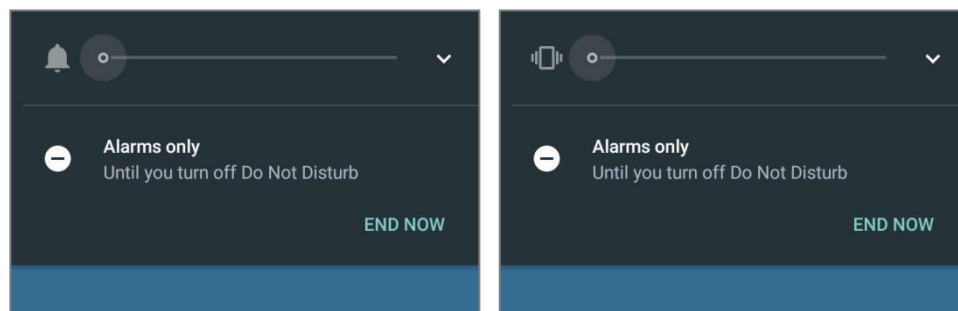 Alarms only
Until you turn off Do Not Disturb
END NOW
Alarms only
Until you turn off Do Not Disturb
END NOW